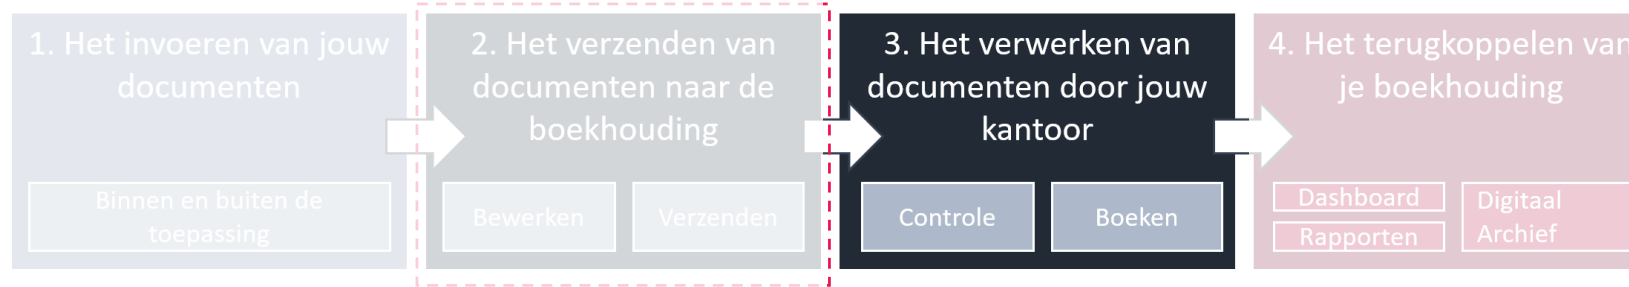 1. Het invoeren van jouw
documenten
Binnen en buiten de
toepassing
2. Het verzenden van
documenten naar de
boekhouding
Bewerken
Verzenden
3. Het verwerken van
documenten door jouw
kantoor
Controle
Boeken
4. Het terugkoppelen van
je boekhouding
Dashboard
Rapporten
Digitaal
Archief